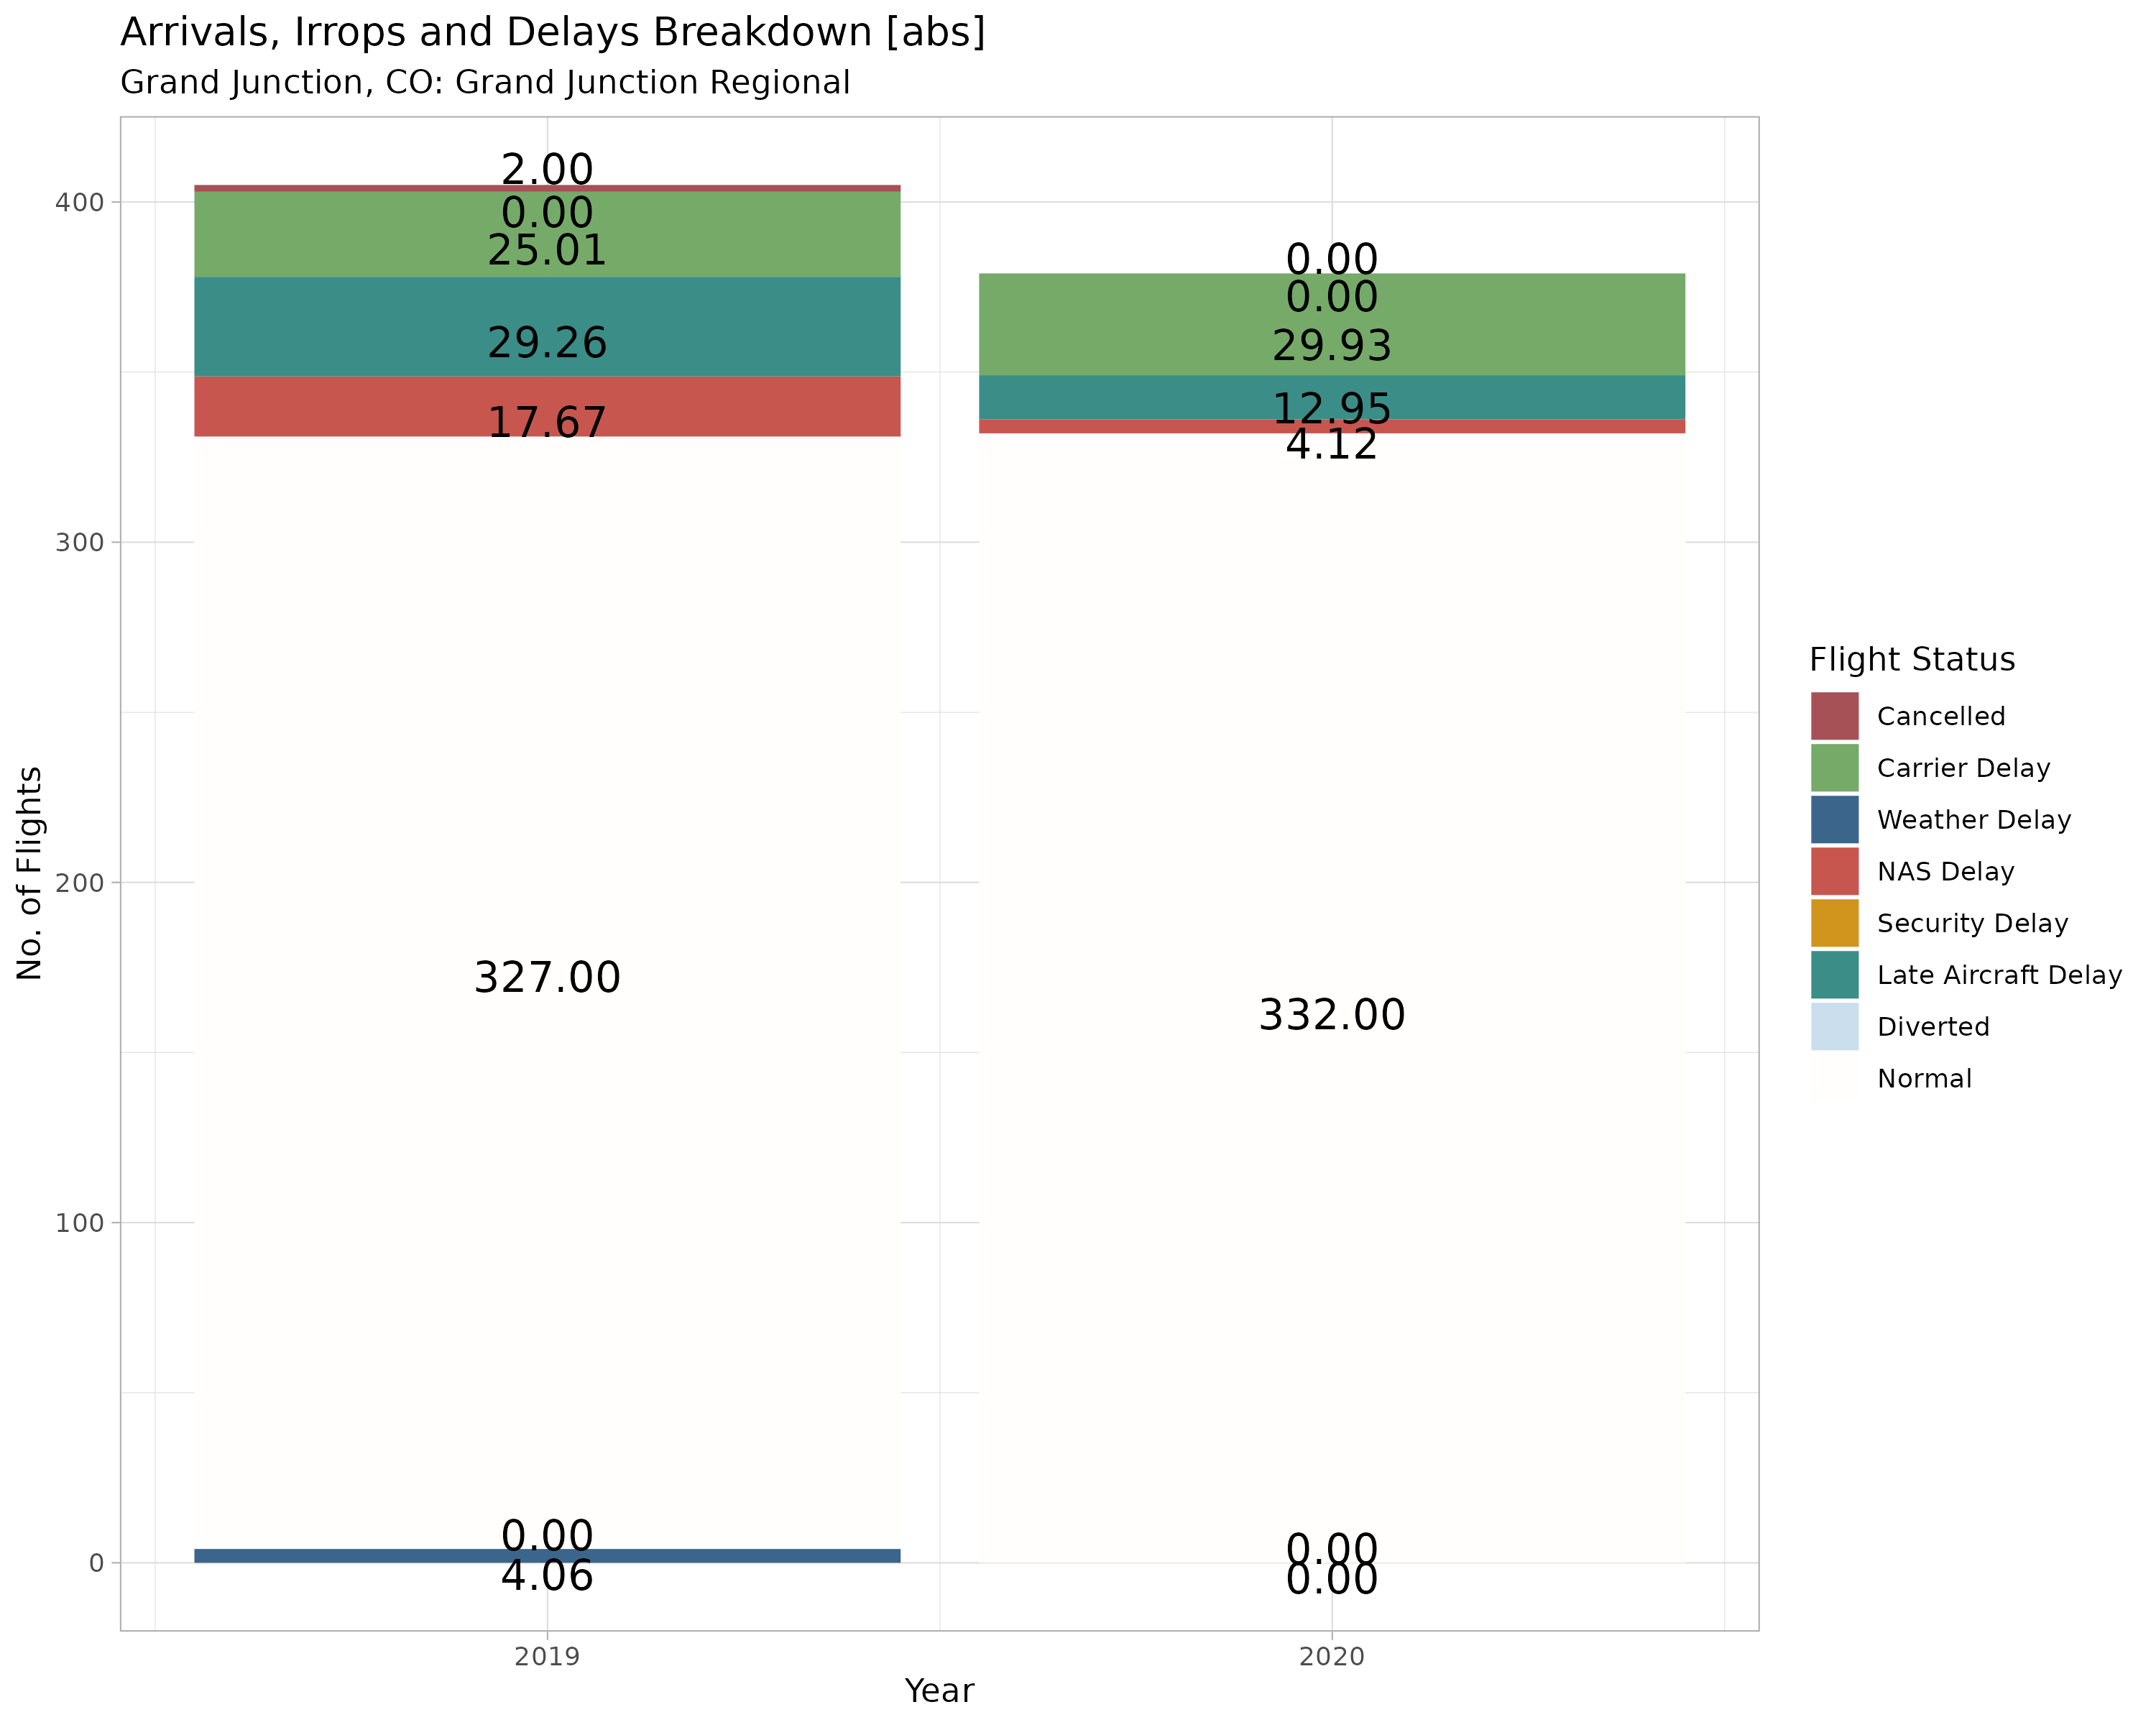 Arrivals, Irrops and Delays Breakdown [abs]
Grand Junction, CO: Grand Junction Regional
No. of Flights
400
300
200
100
0
2.00
0.00
25.01
29.26
17.67
327.00
0.00
4.06
0.00
0.00
29.93
12.95
4.12
332.00
0.00
0.00
2019
2020
Year
Flight Status
Cancelled
Carrier Delay
Weather Delay
NAS Delay
Security Delay
Late Aircraft Delay
Diverted
Normal